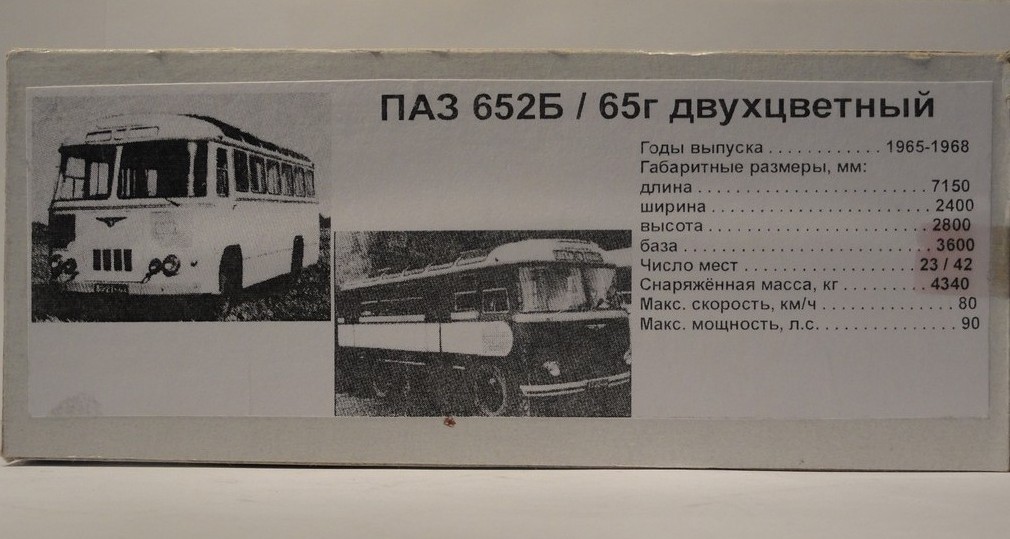 ПАЗ 652Б / 65г двухцветный
Годы выпуска . . . . . . . . . . . . 1965-1968
Габаритные размеры, мм:
длина . . . . . . . . . . . . . . . . . . . . . . . . 7150
ширина . . . . . . . . . . . . . . . . . . . . . . . 2400
высота . . . . . . . . . . . . . . . . . . . . . . . 2800
база . . . . . . . . . . . . . . . . . . . . . . . . . 3600
Число мест . . . . . . . . . . . . . . . . . . 23 / 42
Снаряжённая масса, кг . . . . . . . . . 4340
Макс. скорость, км/ч . . . . . . . . . . . . . 80
Макс. мощность, л.с. . . . . . . . . . . . . . . 90